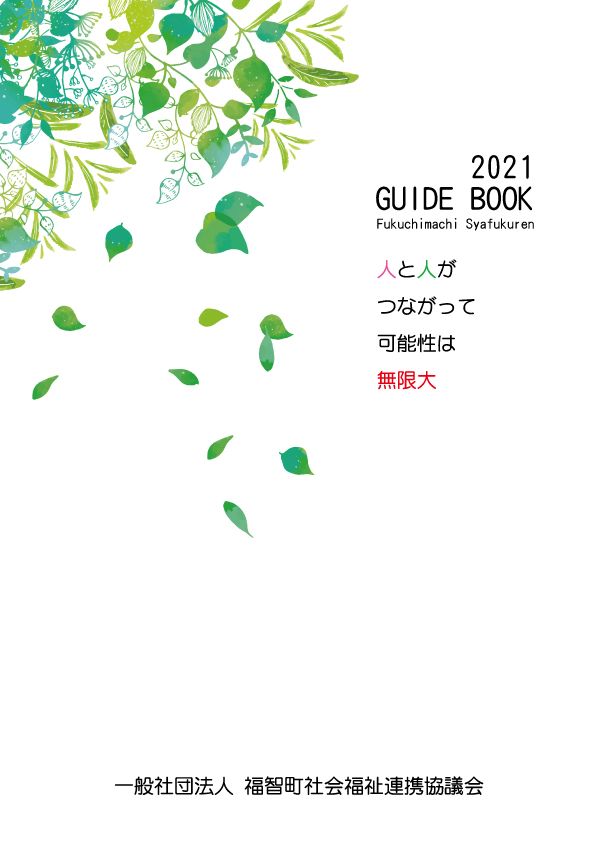 2021
GUIDE BOOK
Fukuchimachi Syafukuren
人と人が
つながって
可能性は
無限大
一般社団法人 福智町社会福祉連携協議会